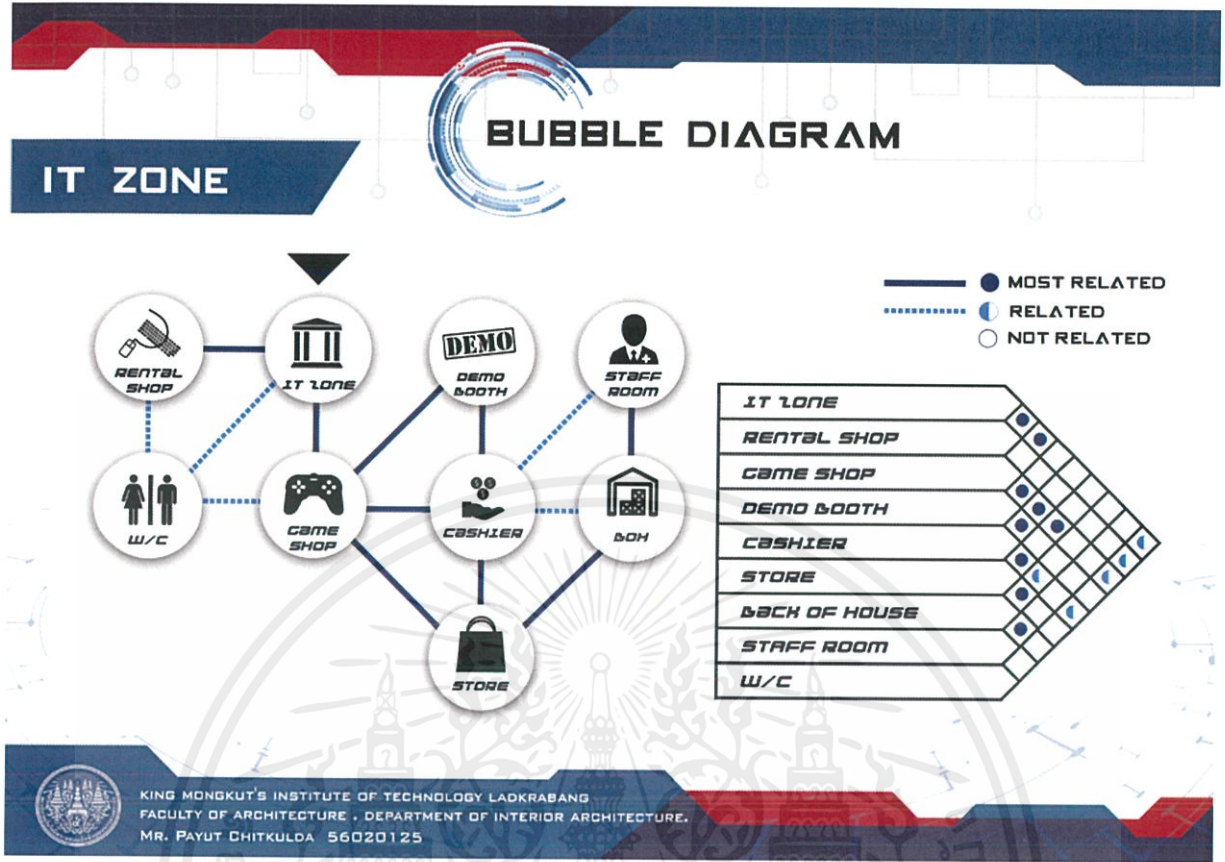 BUBBLE DIAGRAM
IT ZONE
MOST RELATED
RELATED
NOT RELATED
RENTAL
SHOP
IT ZONE
DEMO
DEMO
BOOTH
STAFF
ROOM
W/C
GAME
SHOP
CASHIER
BOH
STORE
IT ZONE
RENTAL SHOP
GAME SHOP
DEMO BOOTH
CASHIER
STORE
BACK OF HOUSE
STAFF ROOM
W/C
KING MONGKUT'S INSTITUTE OF TECHNOLOGY LADKRABANG
FACULTY OF ARCHITECTURE . DEPARTMENT OF INTERIOR ARCHITECTURE.
MR. PAYUT CHITKULDA 56020125